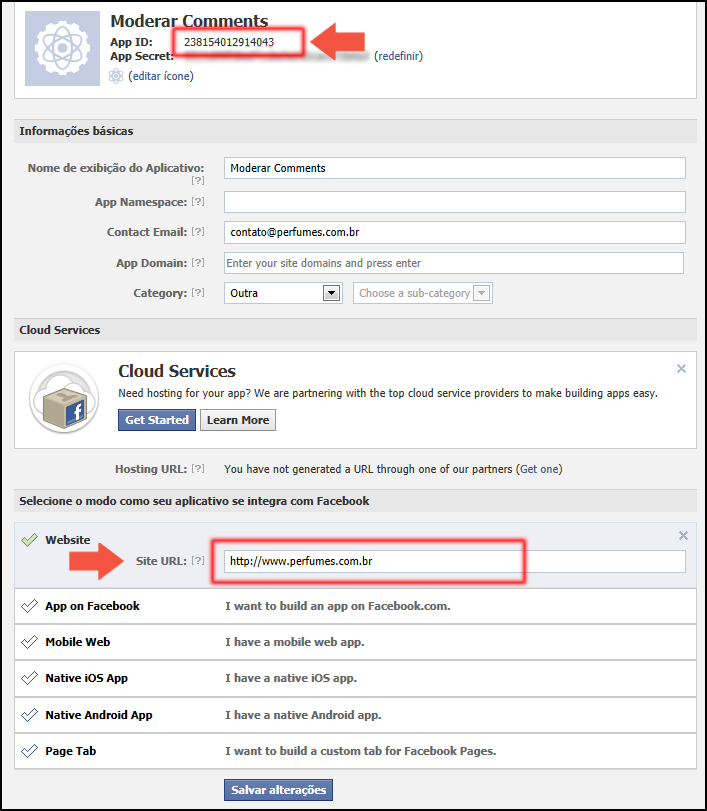 Moderar Comments
App ID: 238154012914043
App Secret: (redefinir)
(editar ícone)
Informações básicas
Nome de exibição do Aplicativo: Moderar Comments
[?]
App Namespace: [?]
Contact Email: [?] contato@perfumes.com.br
App Domain: [?] Enter your site domains and press enter
Category: [?] Outra Choose a sub-category
Cloud Services
Cloud Services
Need hosting for your app? We are partnering with the top cloud service providers to make building apps easy.
Get Started Learn More
Hosting URL: [?] You have not generated a URL through one of our partners (Get one)
Selecione o modo como seu aplicativo se integra com Facebook
Website
Site URL: [?] http://www.perfumes.com.br
App on Facebook I want to build an app on Facebook.com.
Mobile Web I have a mobile web app.
Native iOS App I have a native iOS app.
Native Android App I have a native Android app.
Page Tab I want to build a custom tab for Facebook Pages.
Salvar alterações